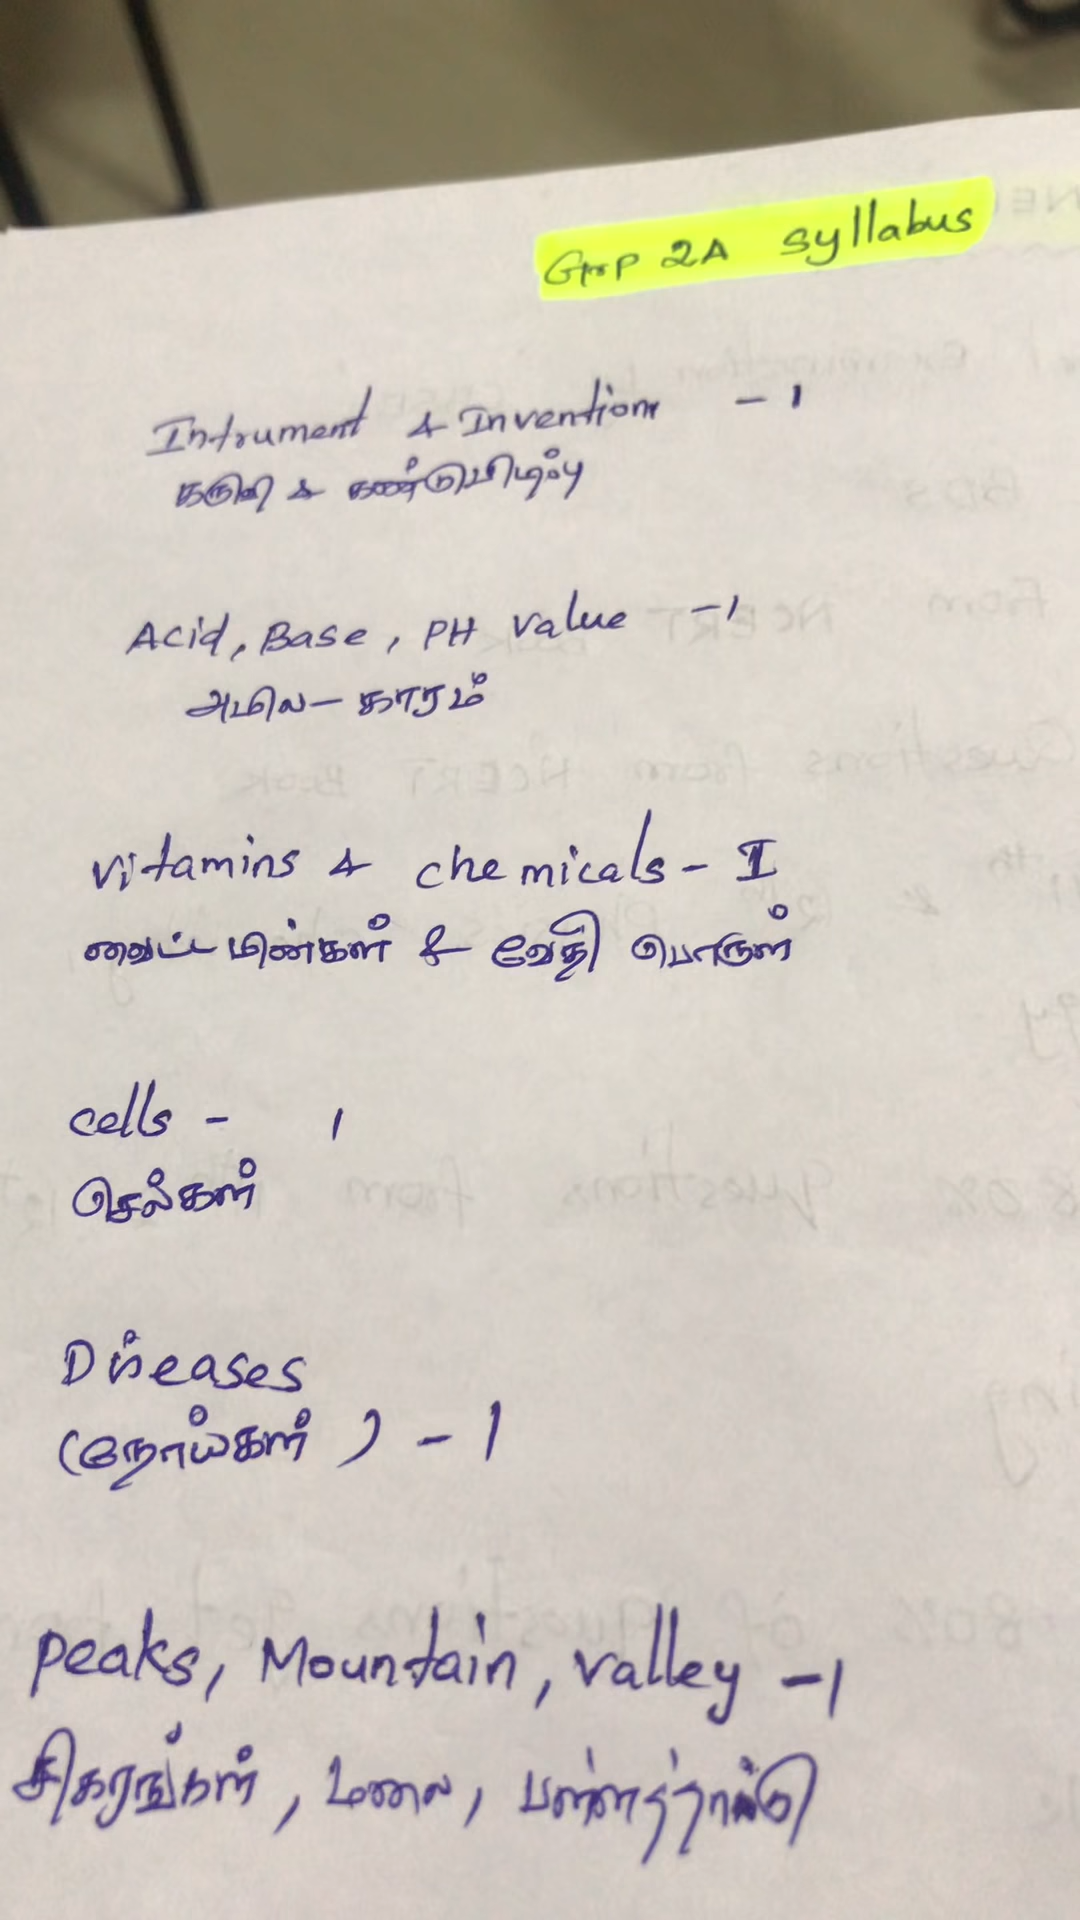 Grp 2A syllabus
Intrument & Inventions - 1
கருவி & கண்டுபிடிப்பு
Acid, Base, PH value - 1
அமில - காரம்
Vitamins & chemicals - I
வைட்டமின்கள் & வேதி பொருள்
cells - 1
செல்கள்
Diseases
(நோய்கள்) - 1
Peaks, Mountain, valley - 1
சிகரங்கள், மலை, பள்ளத்தாக்கு